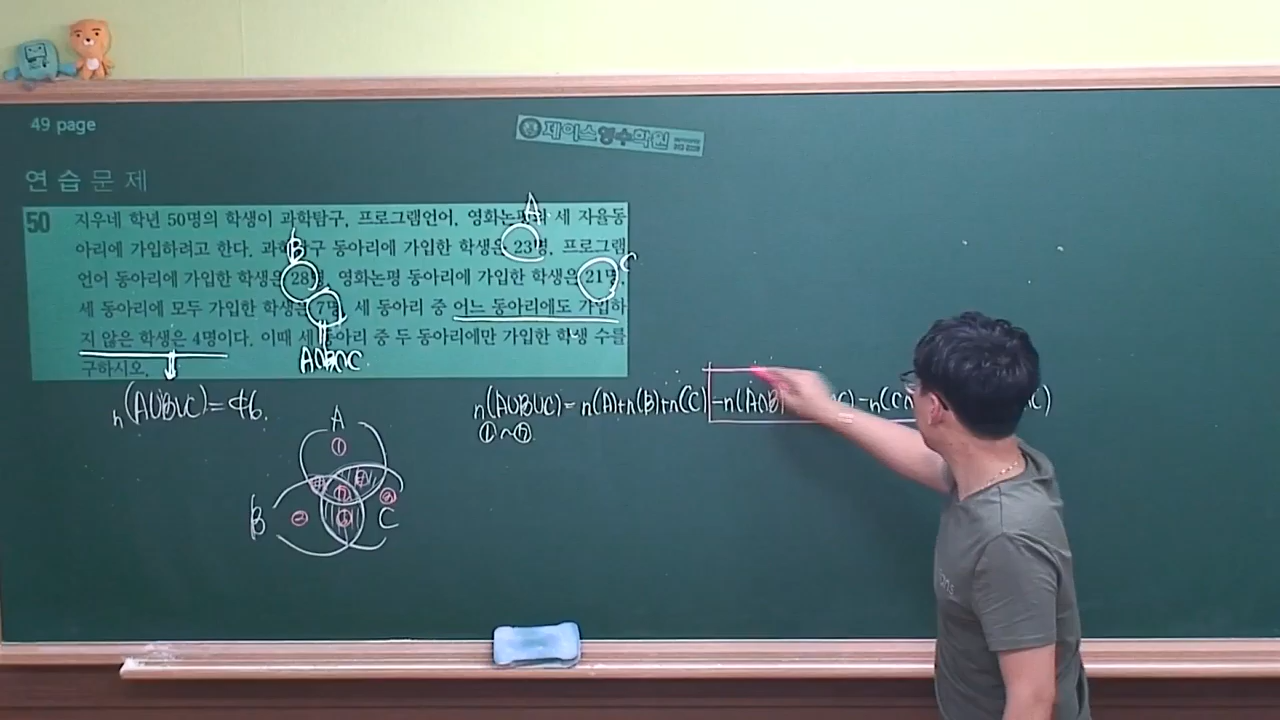 49 page
제이스영수학원
연 습 문 제
50 지우네 학년 50명의 학생이 과학탐구, 프로그램언어, 영화논평의 세 자율동
아리에 가입하려고 한다. 과학탐구 동아리에 가입한 학생은 23명, 프로그램
언어 동아리에 가입한 학생은 28명, 영화논평 동아리에 가입한 학생은 21명,
세 동아리에 모두 가입한 학생은 7명, 세 동아리 중 어느 동아리에도 가입하
지 않은 학생은 4명이다. 이때 세 동아리 중 두 동아리에만 가입한 학생 수를
구하시오.
A
B
C
A∩B∩C
n(A∪B∪C)=46.
n(A∪B∪C)=n(A)+n(B)+n(C)-n(A∩B) C)-n(C∩ C)
①~⑦
A
①
B
②
C
③